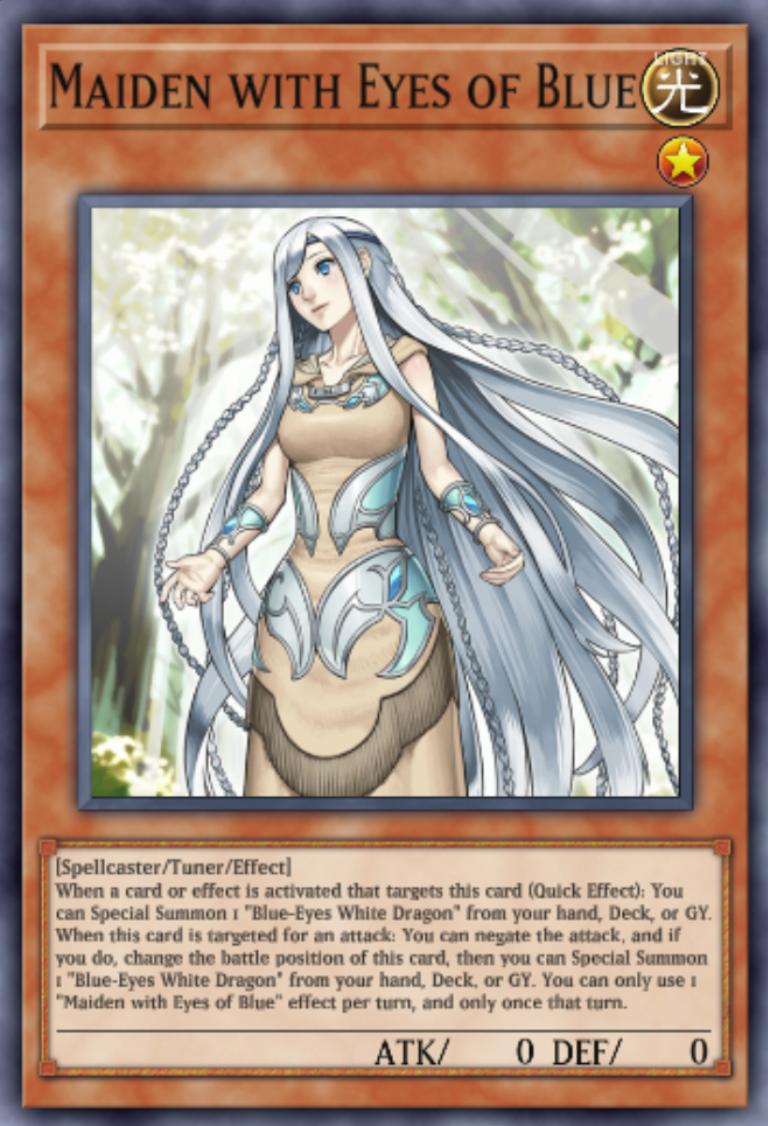 MAIDEN WITH EYES OF BLUE
LIGHT
光
[Spellcaster/Tuner/Effect]
When a card or effect is activated that targets this card (Quick Effect): You
can Special Summon 1 "Blue-Eyes White Dragon" from your hand, Deck, or GY.
When this card is targeted for an attack: You can negate the attack, and if
you do, change the battle position of this card, then you can Special Summon
1 "Blue-Eyes White Dragon" from your hand, Deck, or GY. You can only use 1
"Maiden with Eyes of Blue" effect per turn, and only once that turn.
ATK/ 0 DEF/ 0